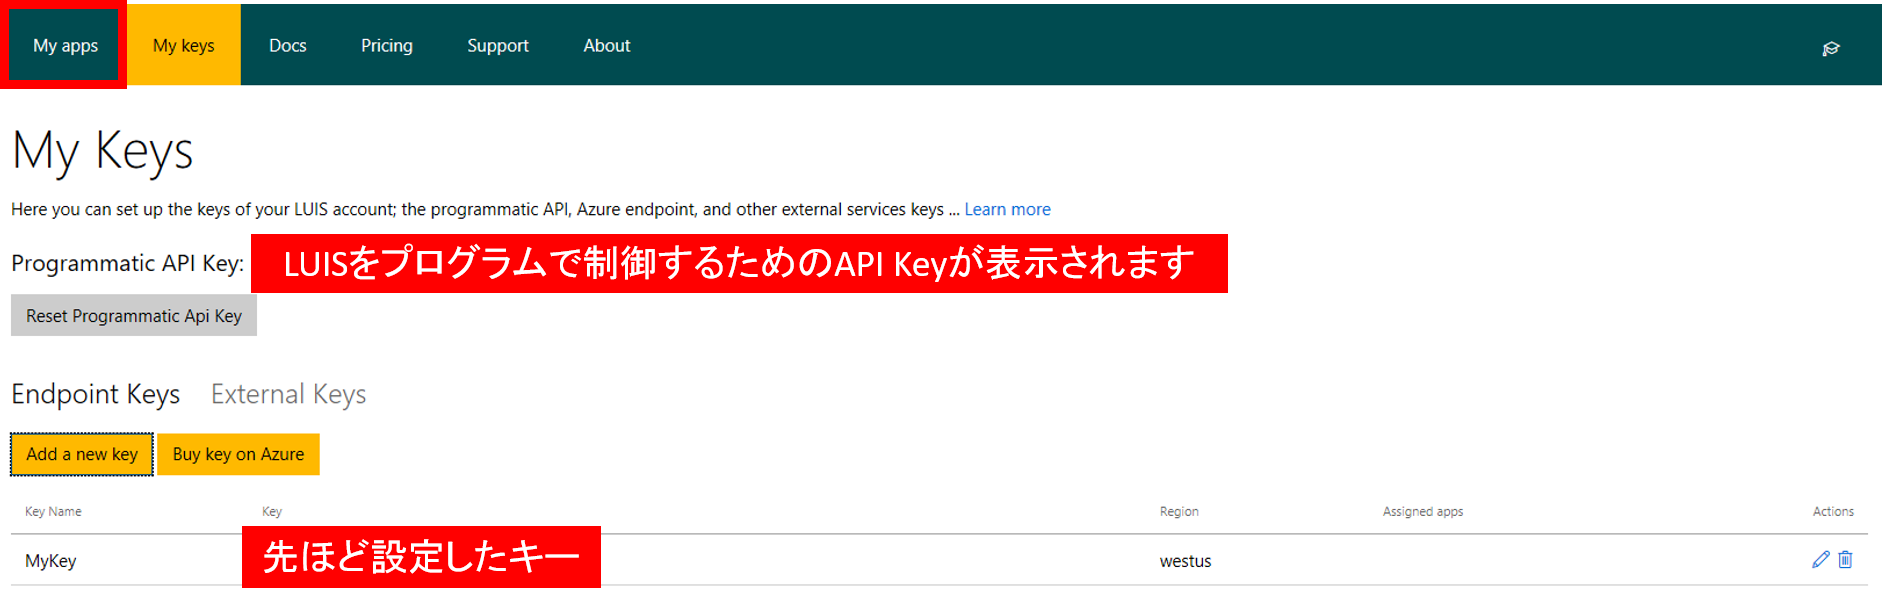 My apps My keys Docs Pricing Support About
My Keys
Here you can set up the keys of your LUIS account; the programmatic API, Azure endpoint, and other external services keys ... Learn more
Programmatic API Key: LUISをプログラムで制御するためのAPI Keyが表示されます
Reset Programmatic Api Key
Endpoint Keys External Keys
Add a new key Buy key on Azure
Key Name Key Region Assigned apps Actions
MyKey 先ほど設定したキー westus